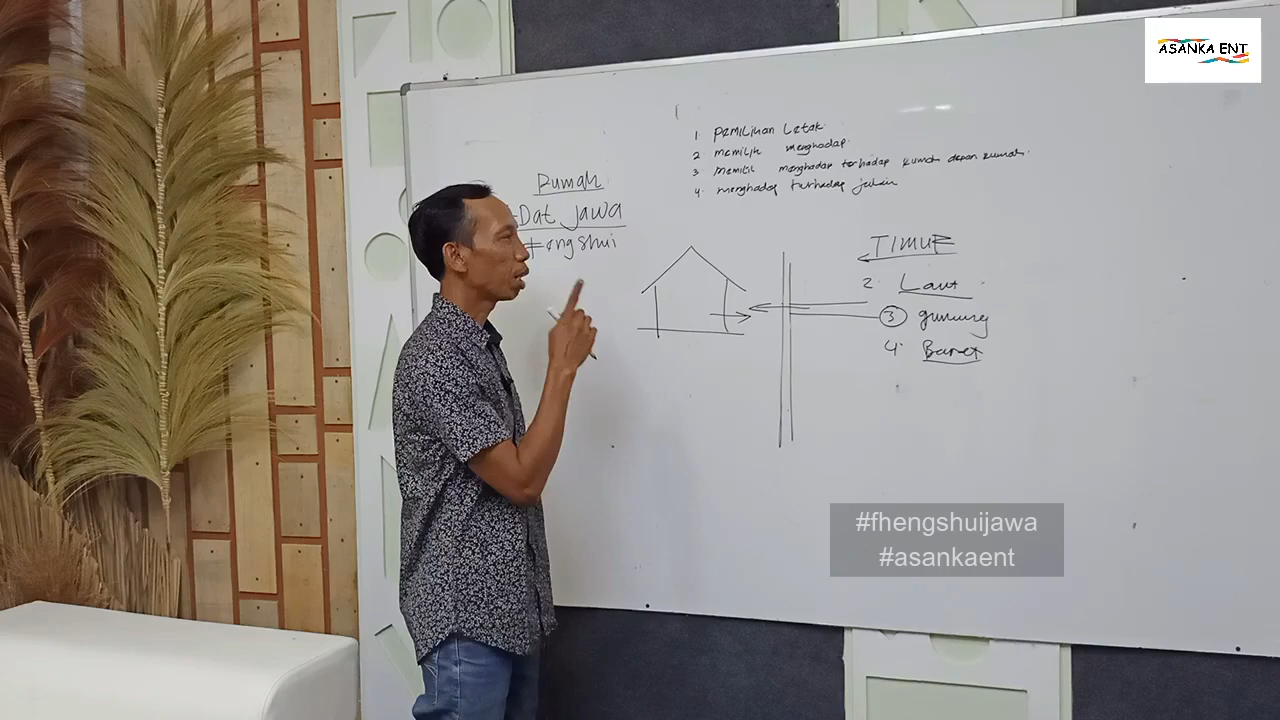 ASANKA ENT
1 Pemilihan Letak
2 memilih menghadap
3 memilih menghadap terhadap rumah depan rumah
4. menghadap terhadap jalan
Rumah
Dat Jawa
Fengshui
TIMUR
2. Laut
3 gunung
4. Barat
#fhengshuijawa
#asankaent